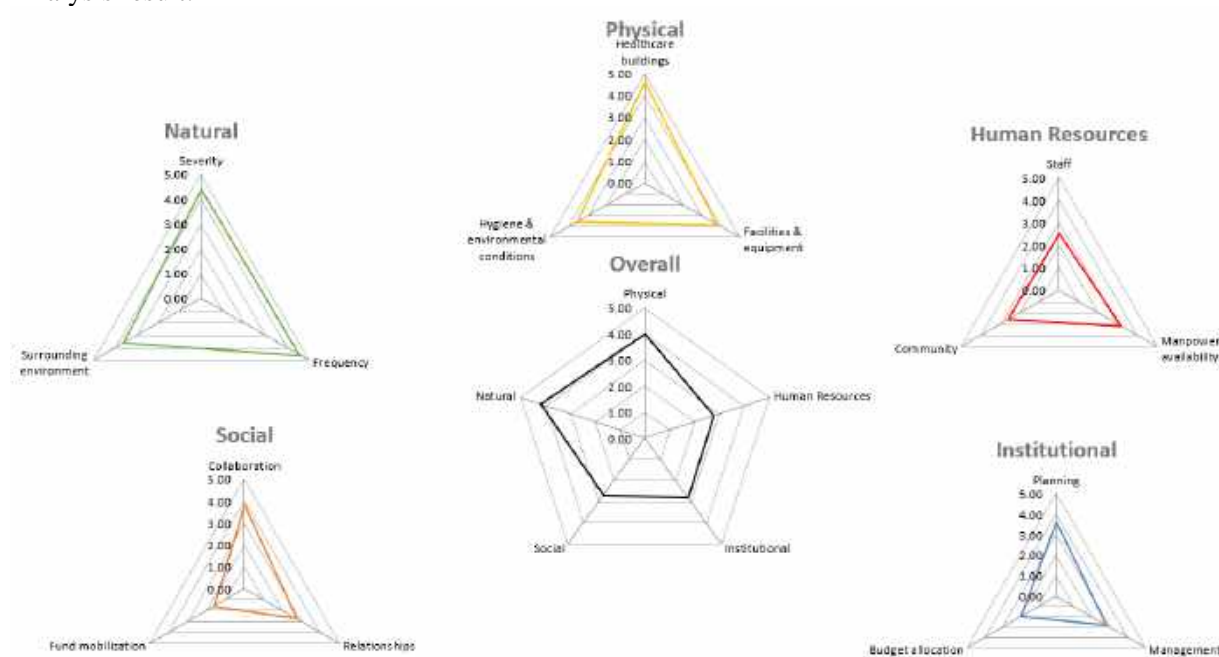 Physical
Healthcare
buildings
5.00
4.00
3.00
2.00
1.00
0.00
Hygiene &
environmental
conditions
Facilities &
equipment
Natural
Severity
5.00
4.00
3.00
2.00
1.00
0.00
Surrounding
environment
Frequency
Human Resources
Staff
5.00
4.00
3.00
2.00
1.00
0.00
Community
Manpower
availability
Overall
Physical
5.00
4.00
3.00
2.00
1.00
0.00
Natural
Human Resources
Social
Institutional
Social
Collaboration
5.00
4.00
3.00
2.00
1.00
0.00
Fund mobilization
Relationships
Institutional
Planning
5.00
4.00
3.00
2.00
1.00
0.00
Budget allocation
Management